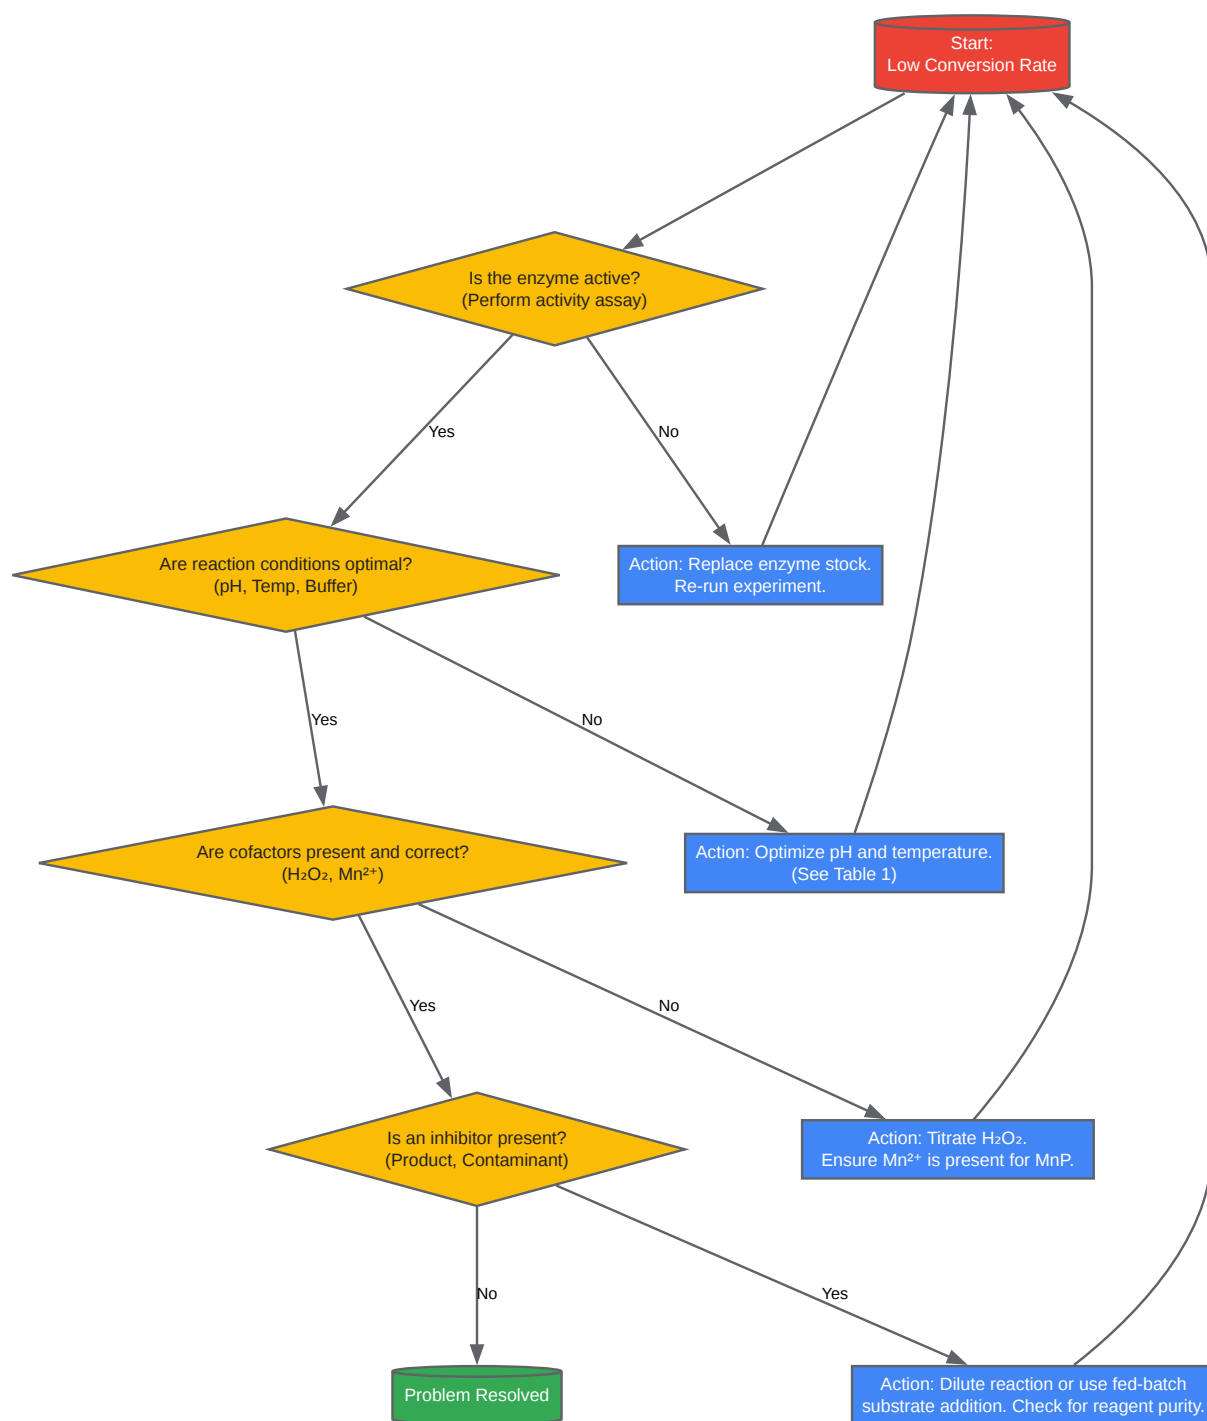 Start:
Low Conversion Rate
Is the enzyme active?
(Perform activity assay)
Yes
No
Are reaction conditions optimal?
(pH, Temp, Buffer)
Action: Replace enzyme stock.
Re-run experiment.
Yes
No
Are cofactors present and correct?
(H₂O₂, Mn²⁺)
Action: Optimize pH and temperature.
(See Table 1)
Yes
No
Is an inhibitor present?
(Product, Contaminant)
Action: Titrate H₂O₂.
Ensure Mn²⁺ is present for MnP.
No
Yes
Problem Resolved
Action: Dilute reaction or use fed-batch
substrate addition. Check for reagent purity.